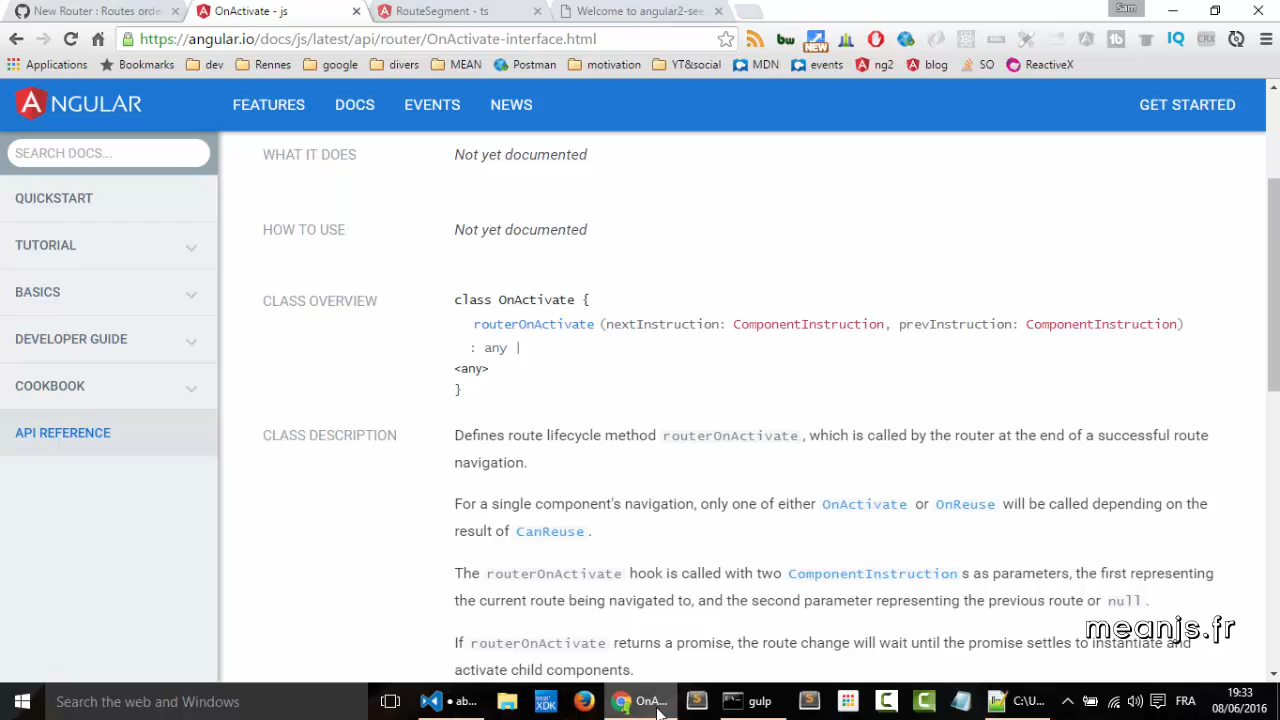 New Router : Routes orde
OnActivate - js
RouteSegment - ts
Welcome to angular2-see
Sam
https://angular.io/docs/js/latest/api/router/OnActivate-interface.html
bw
NEW
IQ
Applications
Bookmarks
dev
Rennes
google
divers
MEAN
Postman
motivation
YT&social
MDN
events
ng2
blog
SO
ReactiveX
ANGULAR
FEATURES
DOCS
EVENTS
NEWS
GET STARTED
SEARCH DOCS...
QUICKSTART
TUTORIAL
BASICS
DEVELOPER GUIDE
COOKBOOK
API REFERENCE
WHAT IT DOES
Not yet documented
HOW TO USE
Not yet documented
CLASS OVERVIEW
class OnActivate {
routerOnActivate (nextInstruction: ComponentInstruction, prevInstruction: ComponentInstruction)
: any |
<any>
}
CLASS DESCRIPTION
Defines route lifecycle method routerOnActivate, which is called by the router at the end of a successful route
navigation.
For a single component's navigation, only one of either OnActivate or OnReuse will be called depending on the
result of CanReuse.
The routerOnActivate hook is called with two ComponentInstruction s as parameters, the first representing
the current route being navigated to, and the second parameter representing the previous route or null.
If routerOnActivate returns a promise, the route change will wait until the promise settles to instantiate and
activate child components.
meanjs.fr
Search the web and Windows
● ab...
XDK
OnA...
gulp
C:\U...
FRA
19:33
08/06/2016